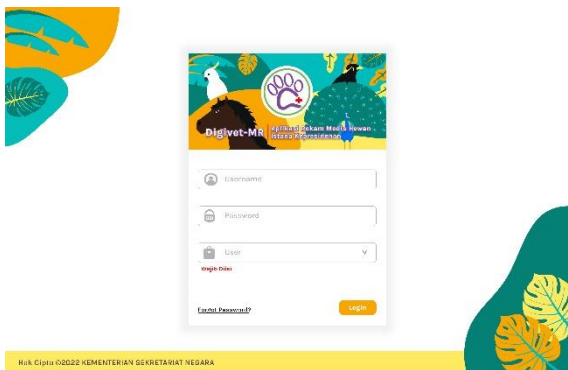 Digivet-MR
Aplikasi Rekam Medis Hewan
Istana Kepresidenan
Username
Password
User
Wajib Diisi
Forgot Password?
Login
Hak Cipta ©2022 KEMENTERIAN SEKRETARIAT NEGARA